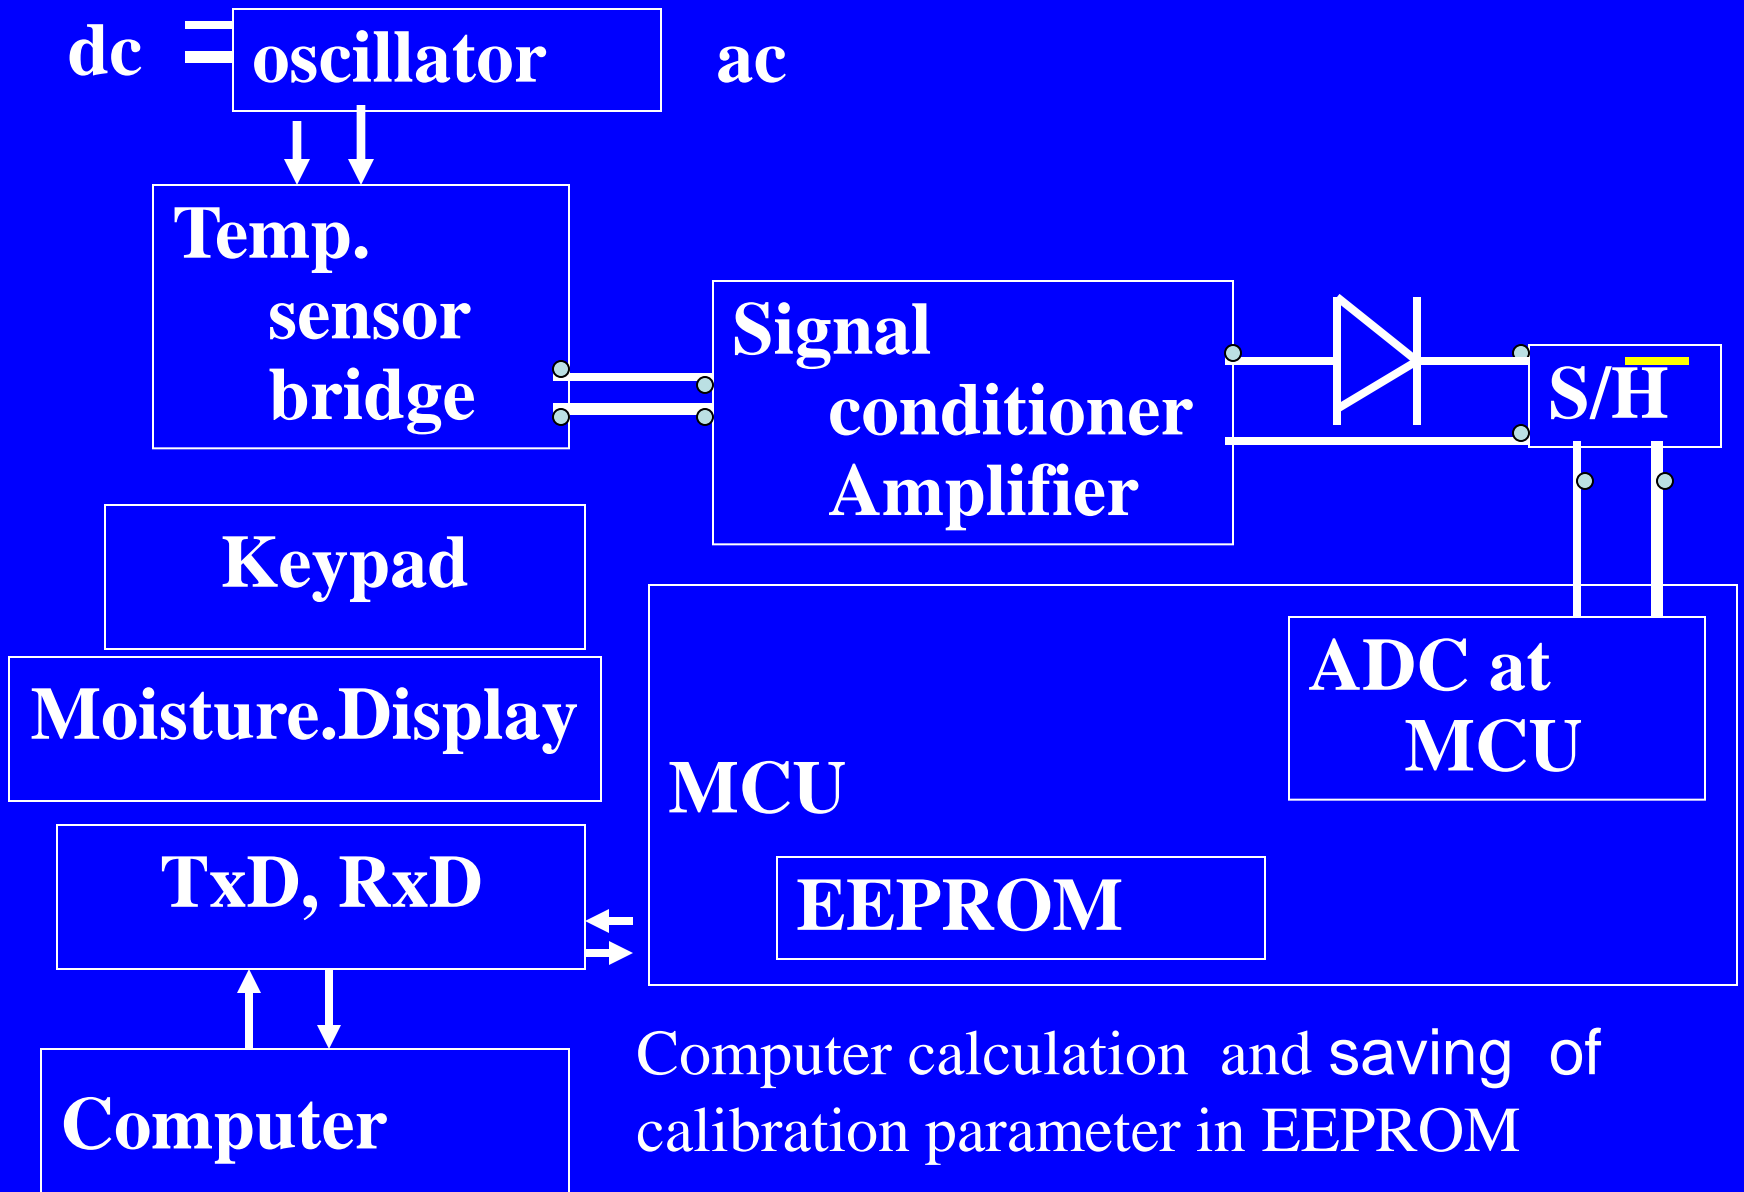 dc
oscillator
ac
Temp.
sensor
bridge
Signal
conditioner
Amplifier
S/H
Keypad
Moisture.Display
ADC at
MCU
MCU
TxD, RxD
EEPROM
Computer
Computer calculation and saving of
calibration parameter in EEPROM